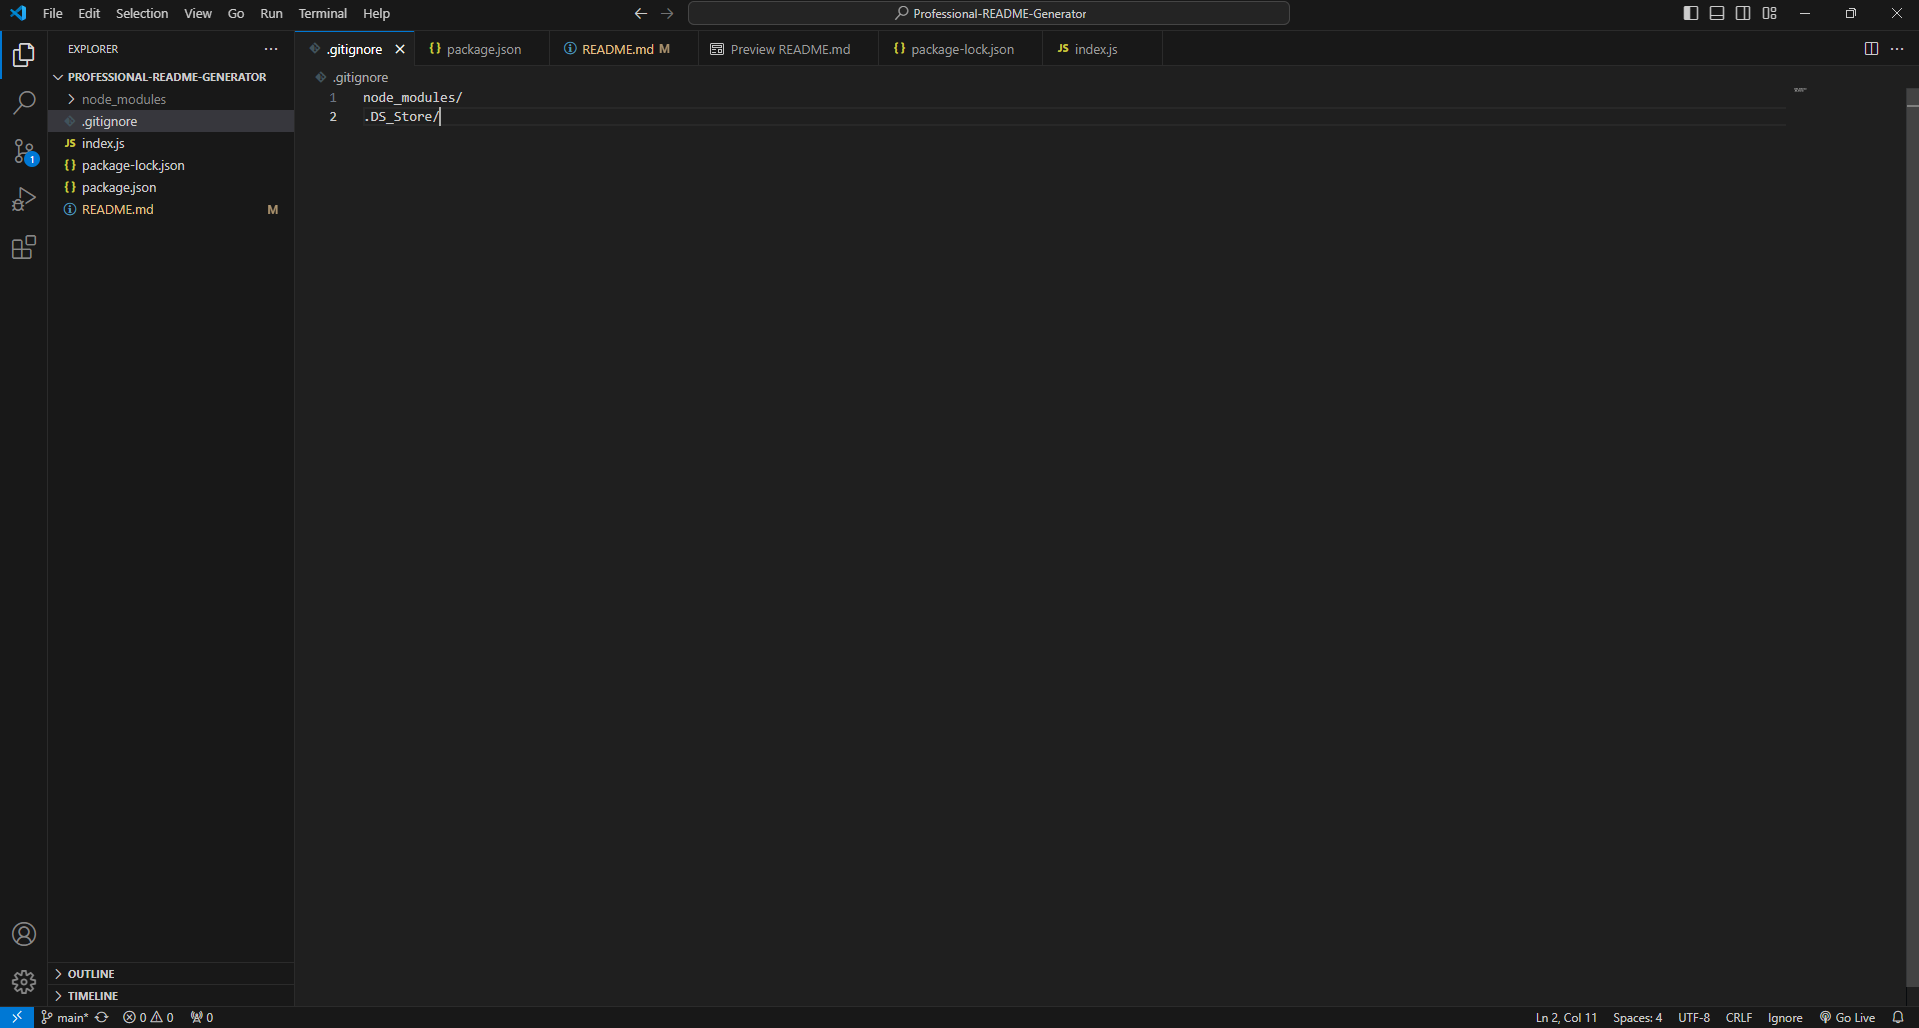 File Edit Selection View Go Run Terminal Help
Professional-README-Generator
EXPLORER
.gitignore
package.json
README.md M
Preview README.md
package-lock.json
JS index.js
PROFESSIONAL-README-GENERATOR
node_modules
.gitignore
JS index.js
package-lock.json
package.json
README.md M
.gitignore
1 node_modules/
2 .DS_Store/
1
OUTLINE
TIMELINE
main* 0 0 0
Ln 2, Col 11 Spaces: 4 UTF-8 CRLF Ignore Go Live